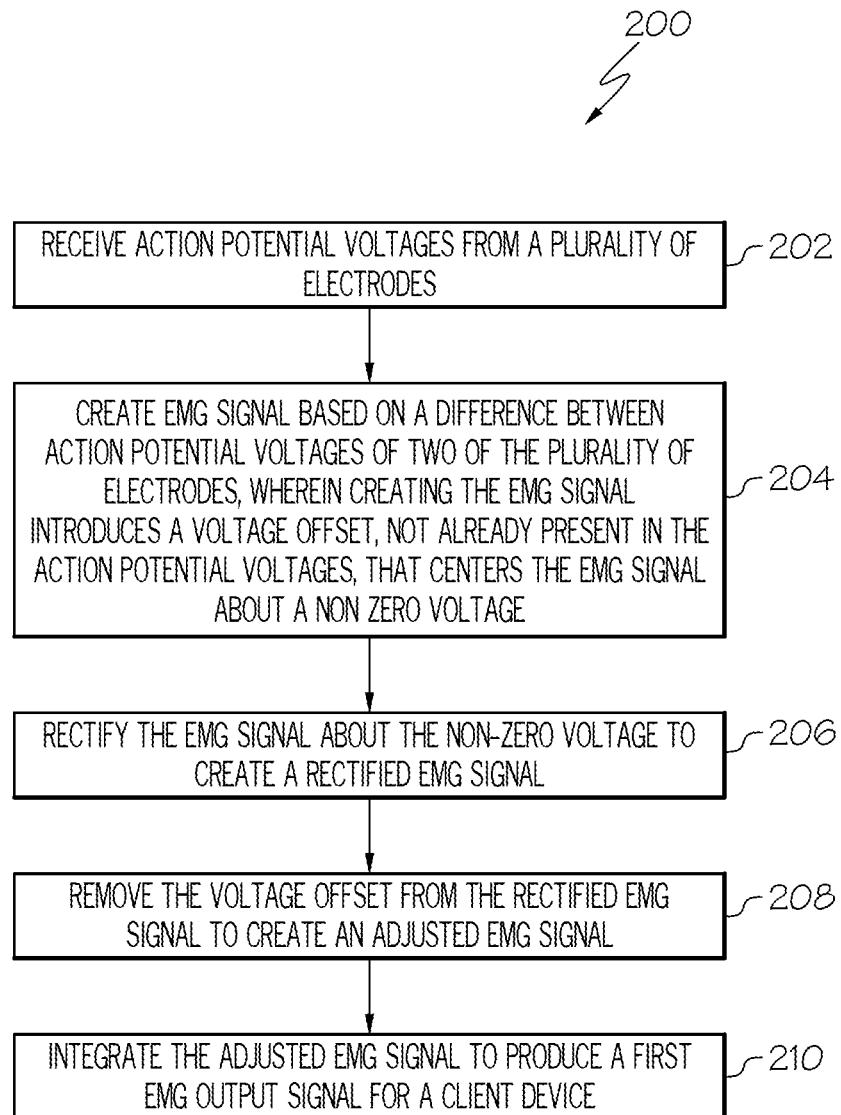 200
RECEIVE ACTION POTENTIAL VOLTAGES FROM A PLURALITY OF
ELECTRODES
202
CREATE EMG SIGNAL BASED ON A DIFFERENCE BETWEEN
ACTION POTENTIAL VOLTAGES OF TWO OF THE PLURALITY OF
ELECTRODES, WHEREIN CREATING THE EMG SIGNAL
INTRODUCES A VOLTAGE OFFSET, NOT ALREADY PRESENT IN THE
ACTION POTENTIAL VOLTAGES, THAT CENTERS THE EMG SIGNAL
ABOUT A NON ZERO VOLTAGE
204
RECTIFY THE EMG SIGNAL ABOUT THE NON-ZERO VOLTAGE TO
CREATE A RECTIFIED EMG SIGNAL
206
REMOVE THE VOLTAGE OFFSET FROM THE RECTIFIED EMG
SIGNAL TO CREATE AN ADJUSTED EMG SIGNAL
208
INTEGRATE THE ADJUSTED EMG SIGNAL TO PRODUCE A FIRST
EMG OUTPUT SIGNAL FOR A CLIENT DEVICE
210